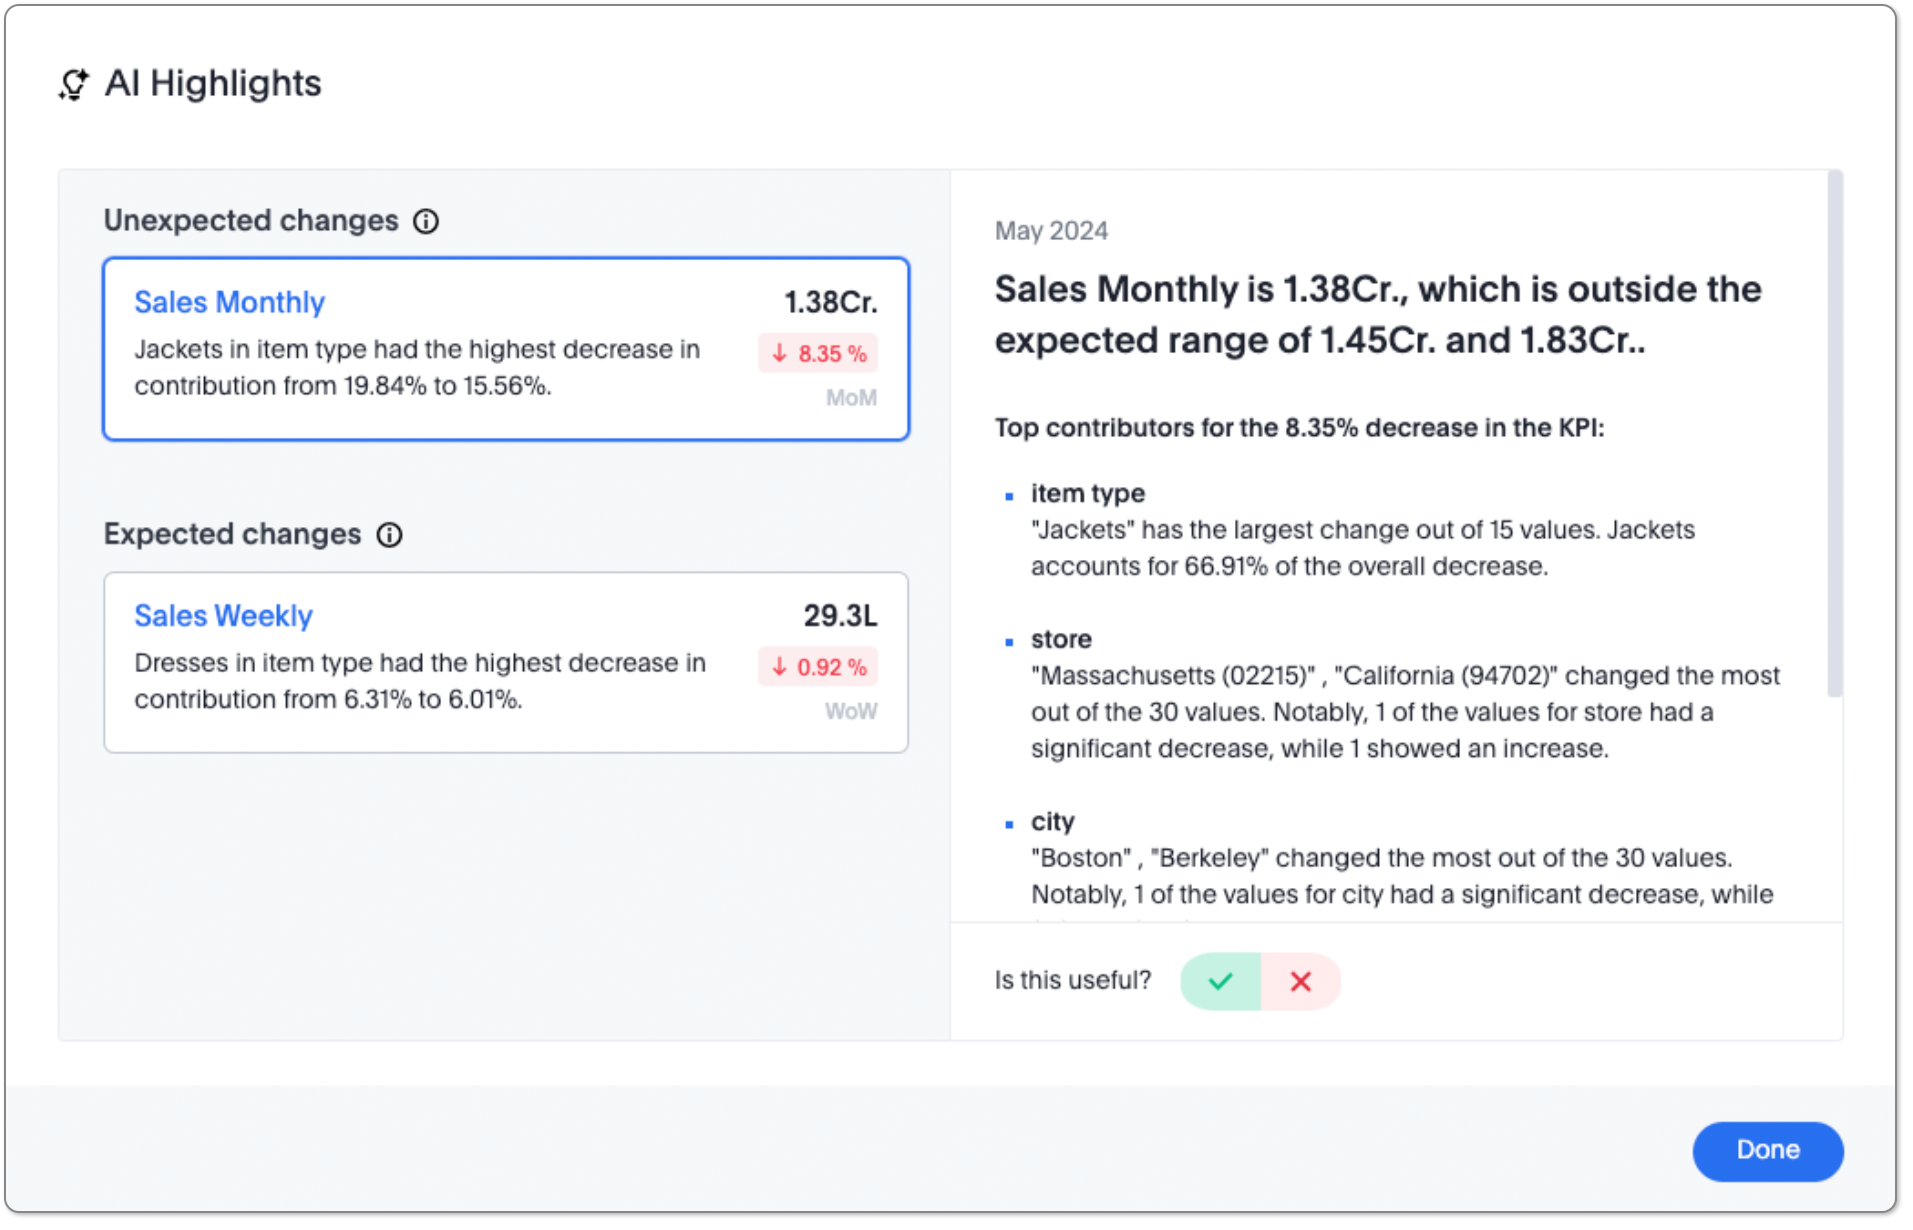 AI Highlights
Unexpected changes
Sales Monthly
1.38Cr.
Jackets in item type had the highest decrease in
contribution from 19.84% to 15.56%.
↓ 8.35 %
MoM
Expected changes
Sales Weekly
29.3L
Dresses in item type had the highest decrease in
contribution from 6.31% to 6.01%.
↓ 0.92 %
WoW
May 2024
Sales Monthly is 1.38Cr., which is outside the
expected range of 1.45Cr. and 1.83Cr..
Top contributors for the 8.35% decrease in the KPI:
item type
"Jackets" has the largest change out of 15 values. Jackets
accounts for 66.91% of the overall decrease.
store
"Massachusetts (02215)" , "California (94702)" changed the most
out of the 30 values. Notably, 1 of the values for store had a
significant decrease, while 1 showed an increase.
city
"Boston" , "Berkeley" changed the most out of the 30 values.
Notably, 1 of the values for city had a significant decrease, while
Is this useful?
Done